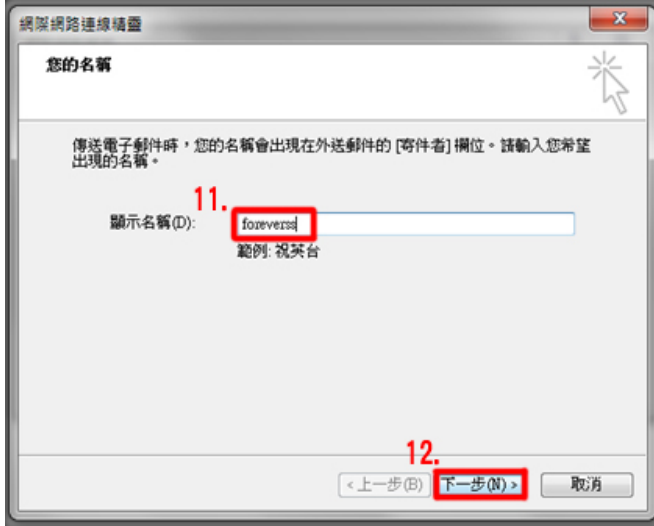 網際網路連線精靈
您的名稱
傳送電子郵件時，您的名稱會出現在外送郵件的 [寄件者] 欄位。請輸入您希望
出現的名稱。
11.
顯示名稱(D):
foreverss
範例: 祝英台
12.
<上一步(B)
下一步(N) >
取消